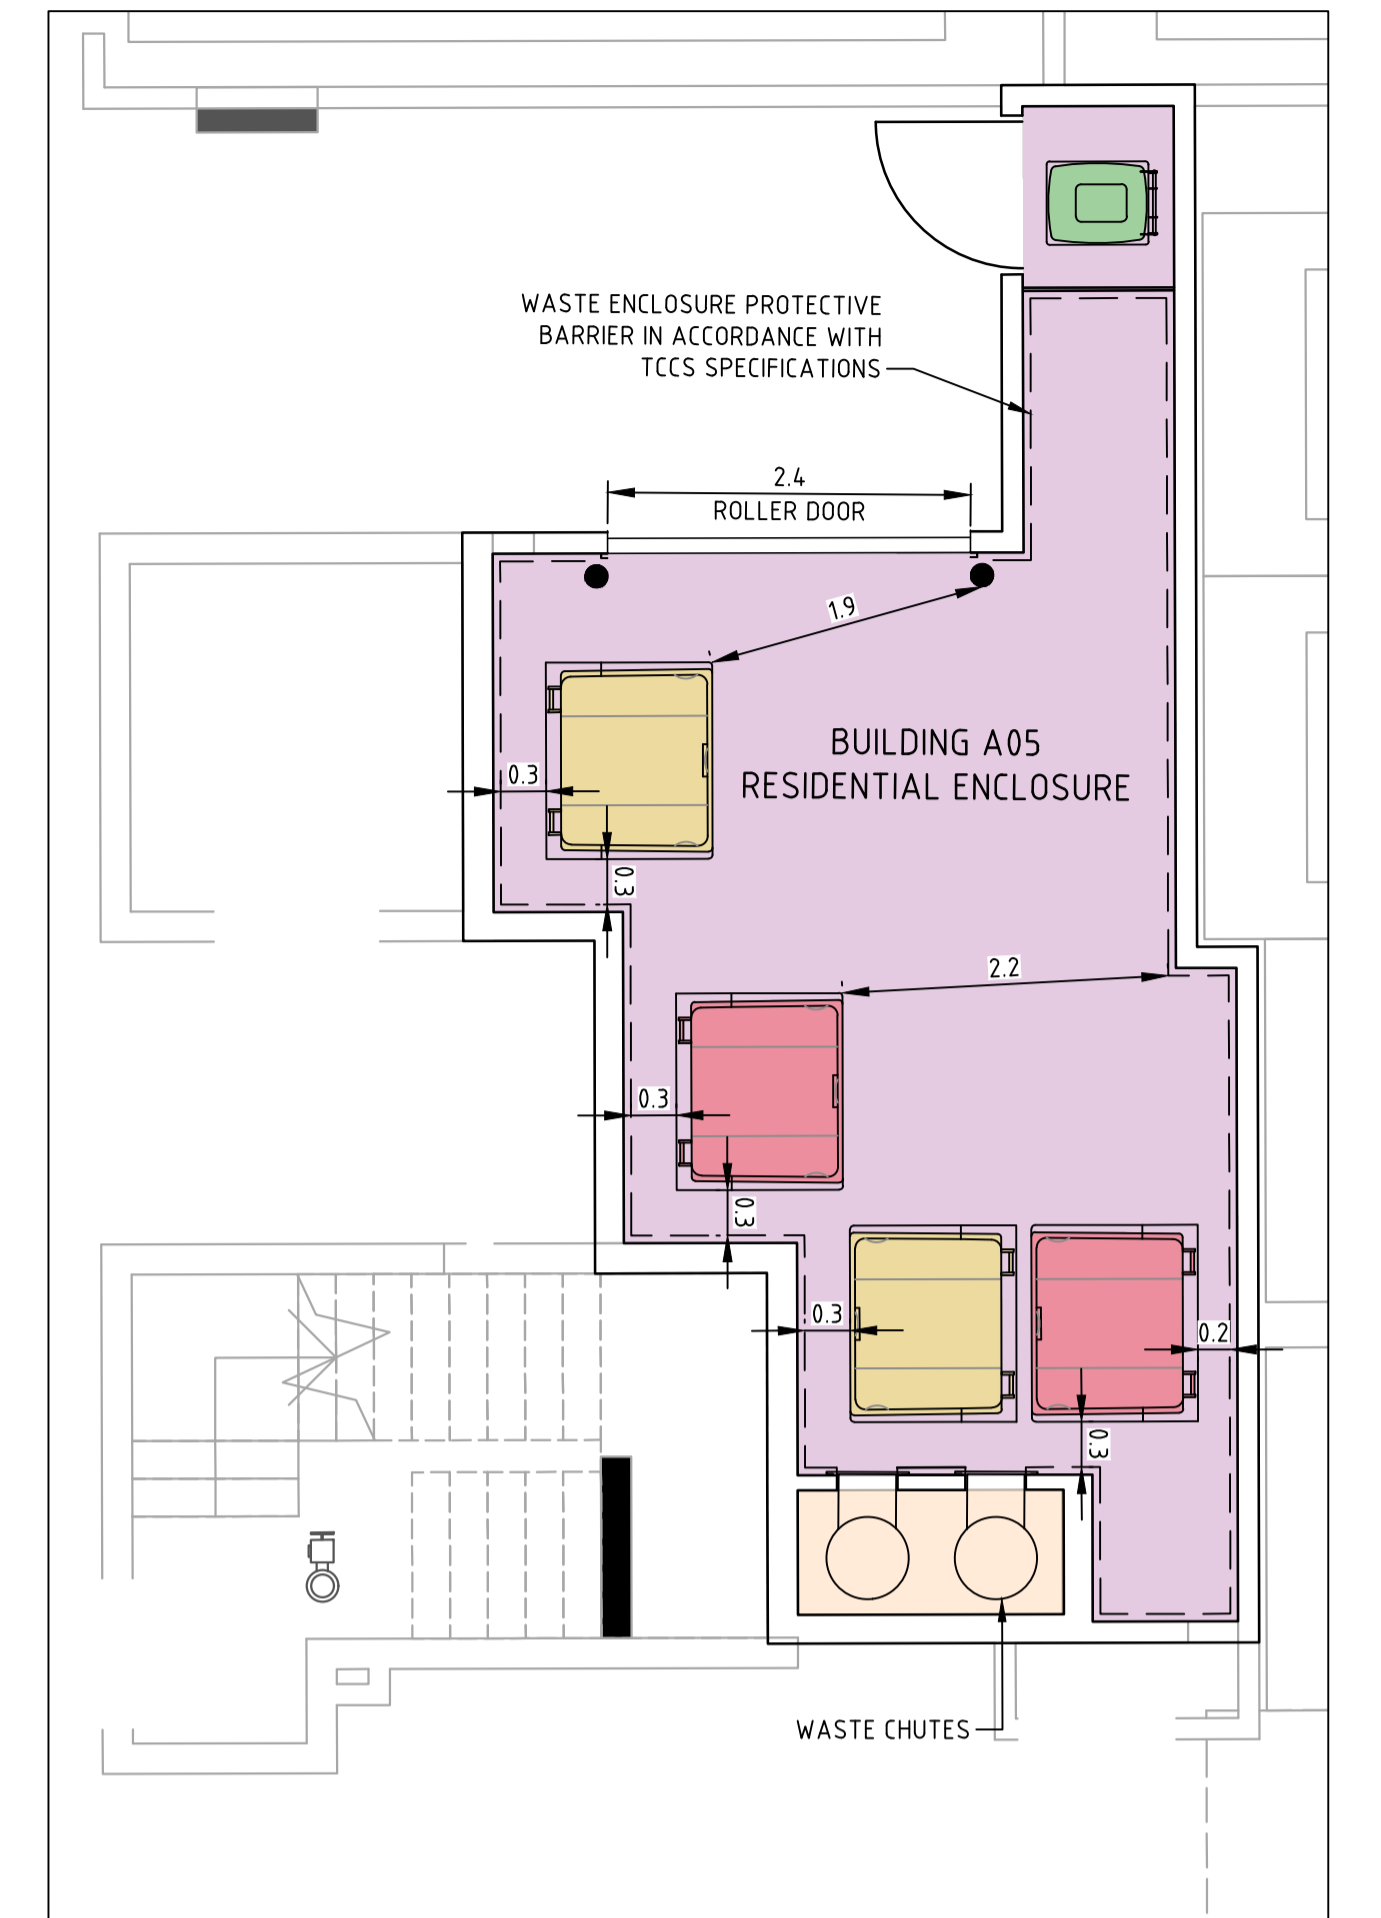 WASTE ENCLOSURE PROTECTIVE
BARRIER IN ACCORDANCE WITH
TCCS SPECIFICATIONS
2.4
ROLLER DOOR
1.9
BUILDING A05
RESIDENTIAL ENCLOSURE
0.3
0.3
2.2
0.3
0.3
0.3
0.2
0.3
WASTE CHUTES